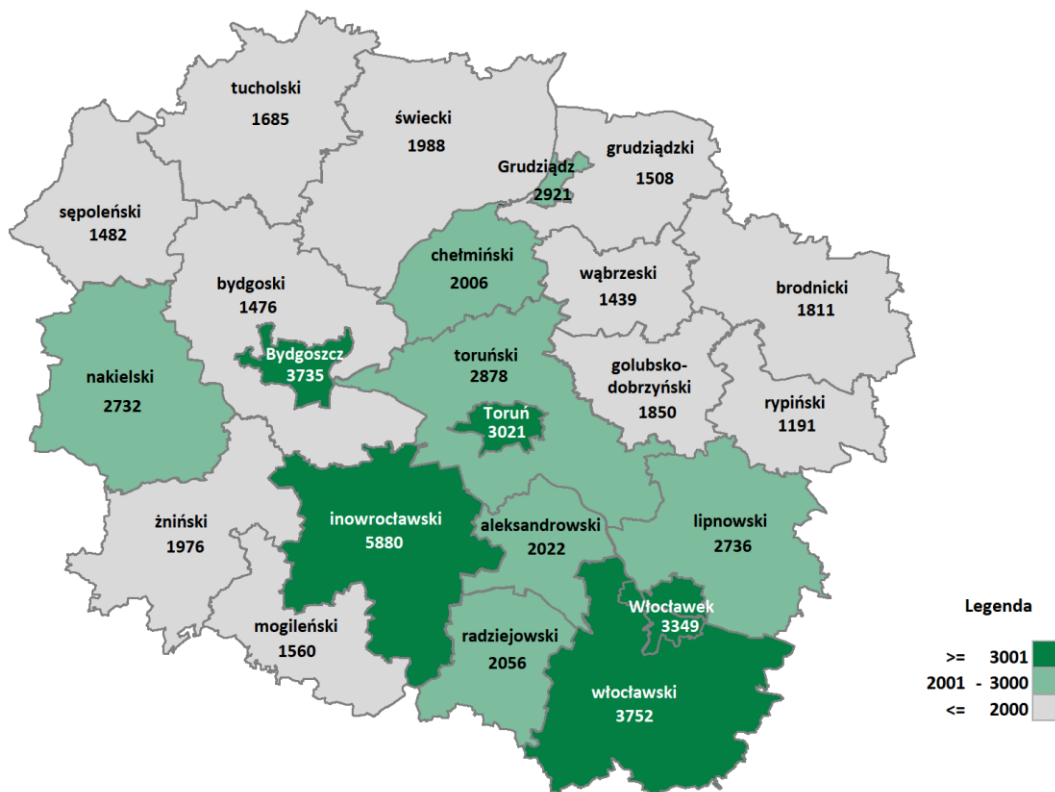 tucholski
1685
świecki
1988
grudziądzki
1508
Grudziądz
2921
sępoleński
1482
chełmiński
2006
wąbrzeski
1439
brodnicki
1811
bydgoski
1476
Bydgoszcz
3735
toruński
2878
nakielski
2732
golubsko-
dobrzyński
1850
rypiński
1191
Toruń
3021
żniński
1976
inowrocławski
5880
aleksandrowski
2022
lipnowski
2736
Włocławek
3349
mogileński
1560
radziejowski
2056
włocławski
3752
Legenda
>= 3001
2001 - 3000
<= 2000